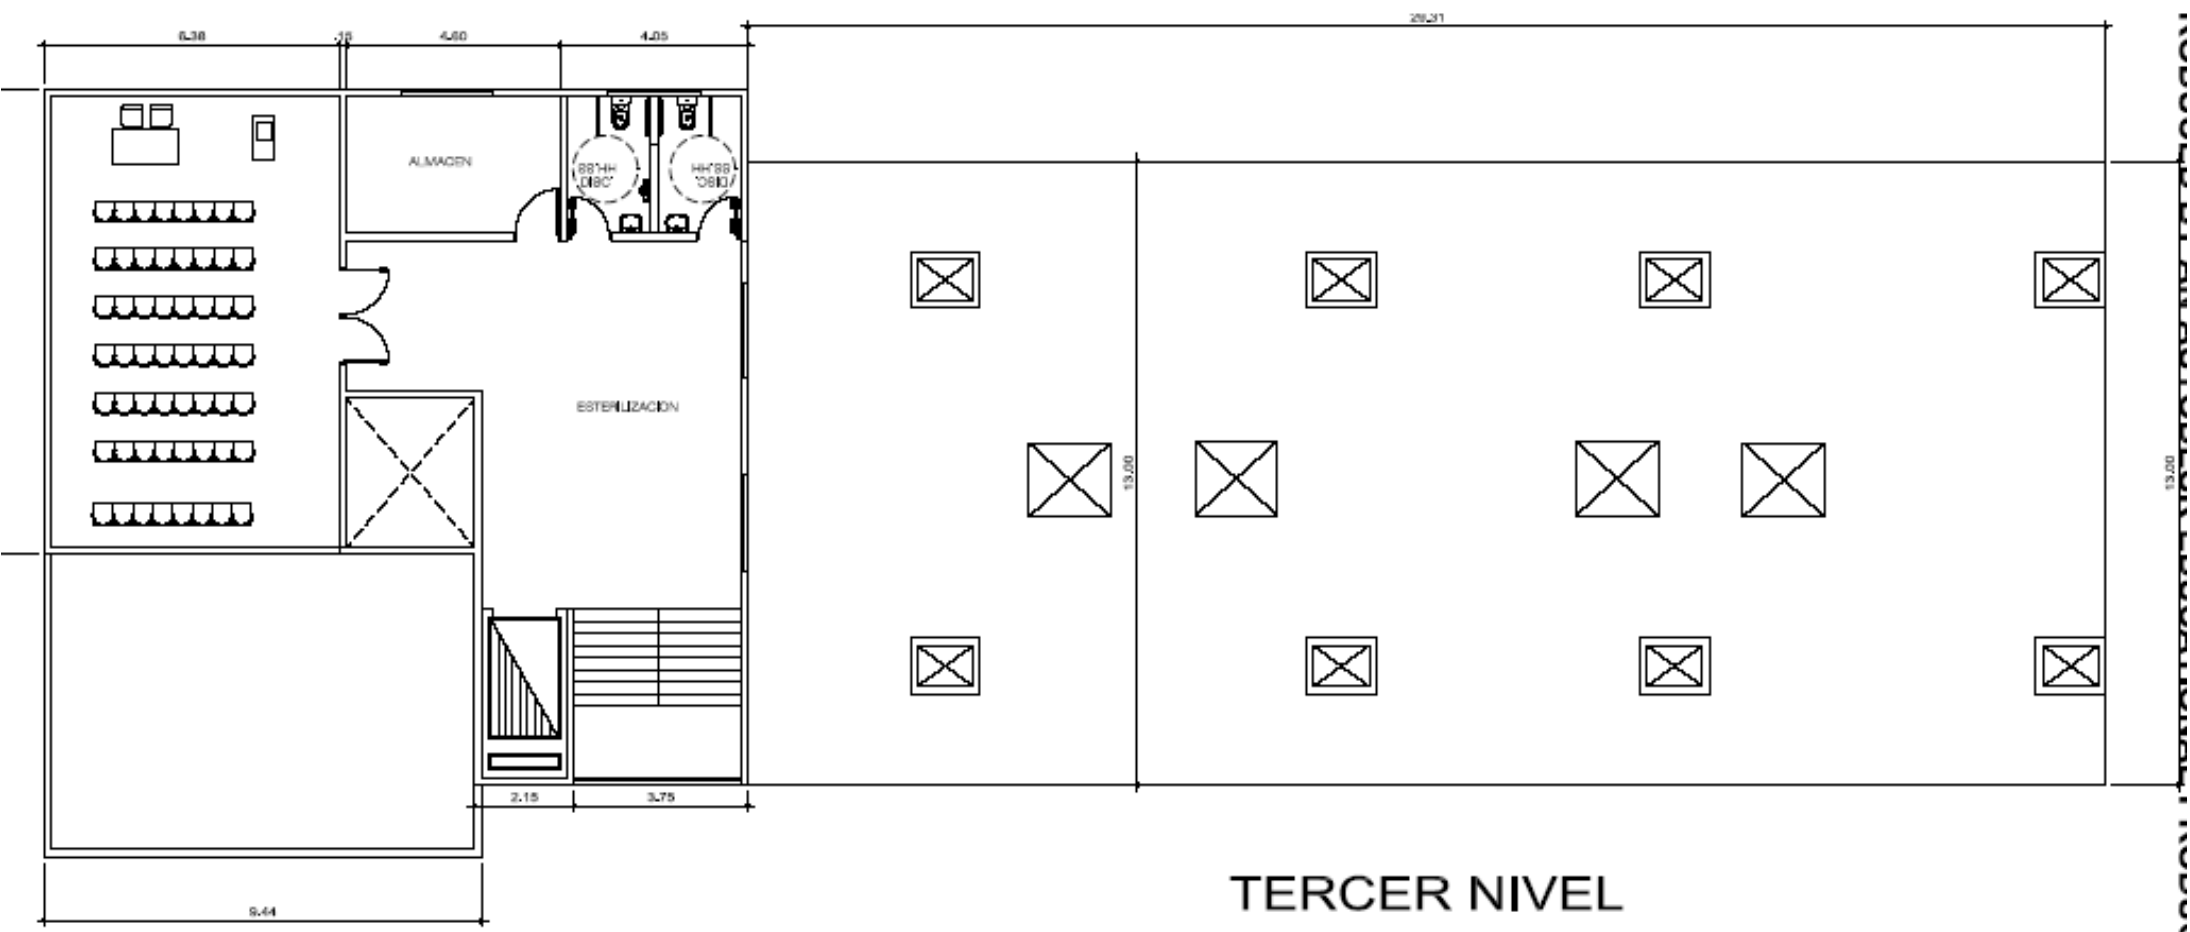 29.31
6.38
.15
4.60
4.05
ALMACEN
HH.SS
DISC.
SS.HH
DISC.
ESTERILIZACION
13.00
13.00
2.15
3.75
9.44
TERCER NIVEL